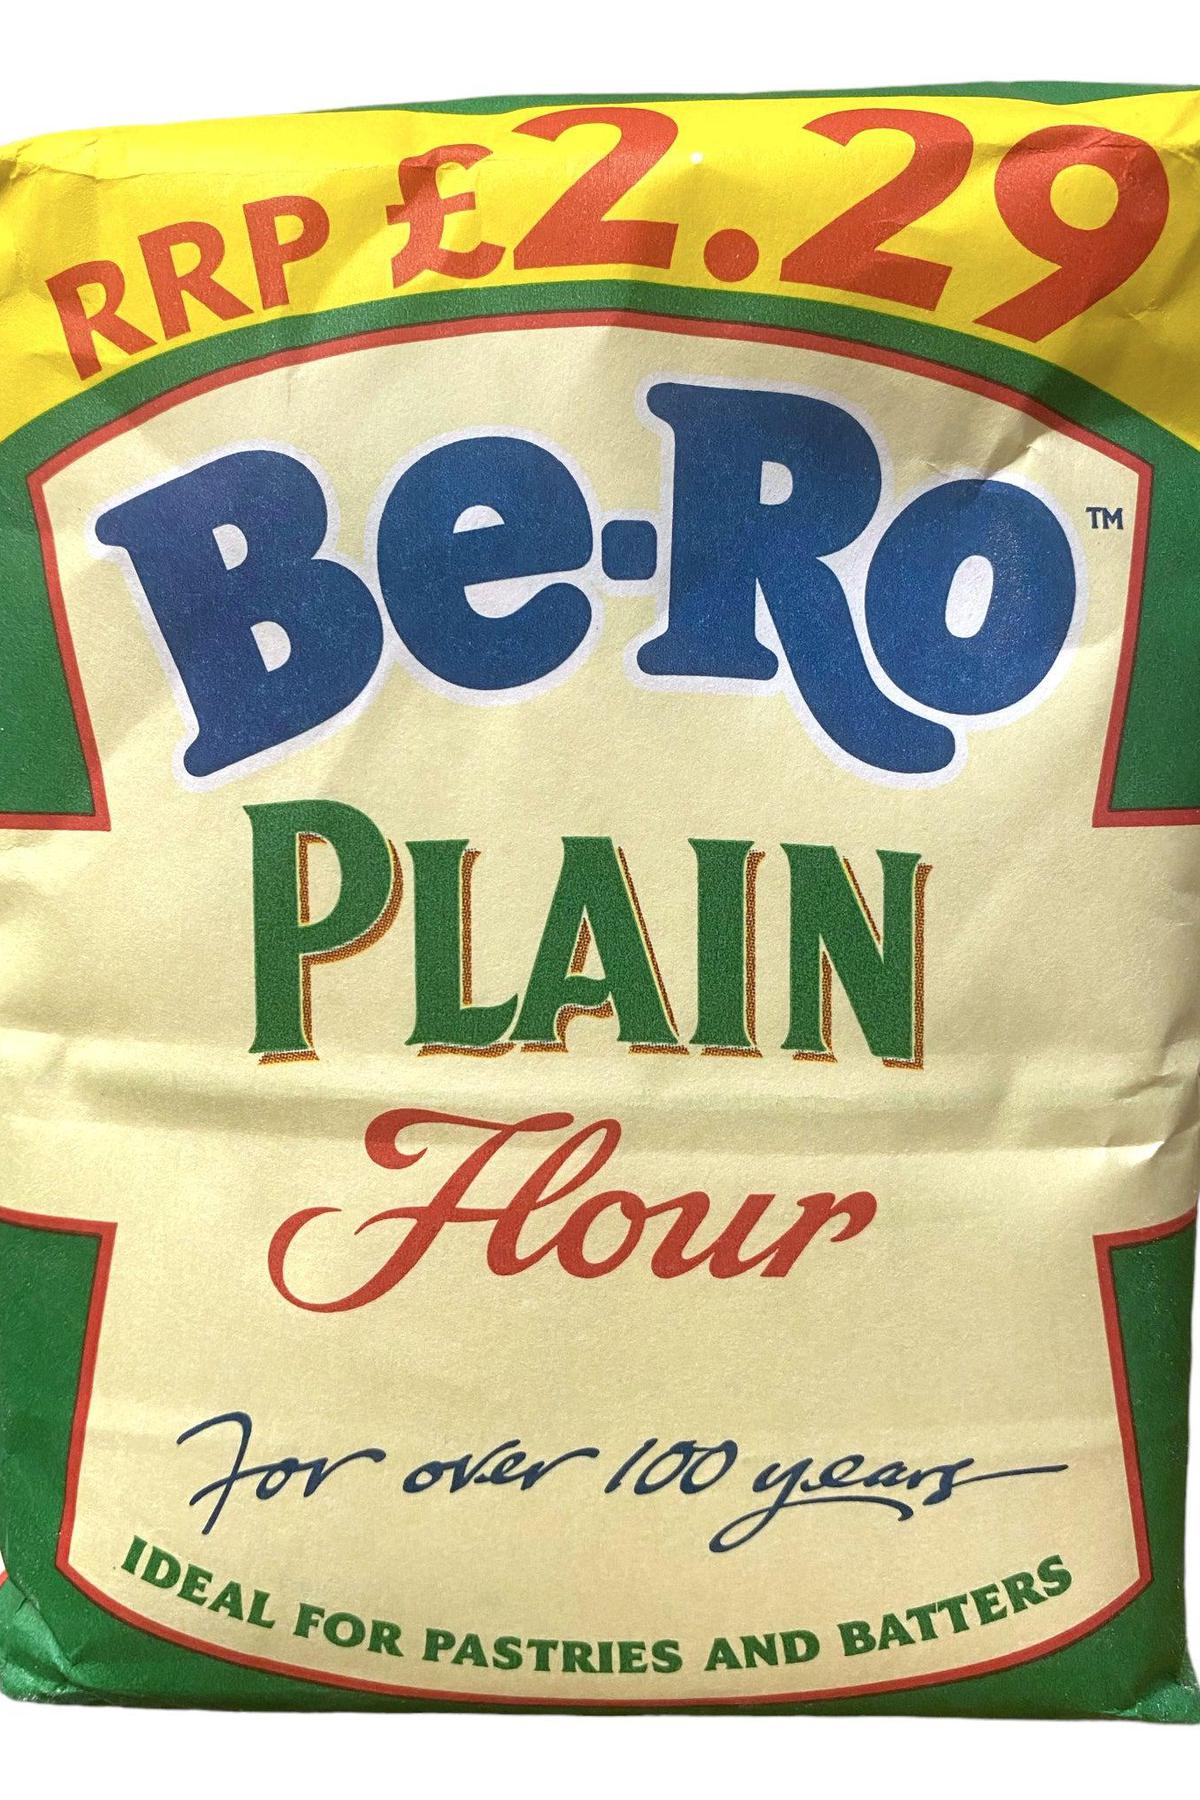 RRP £2.29
Be-Ro™
PLAIN
Flour
For over 100 years
IDEAL FOR PASTRIES AND BATTERS